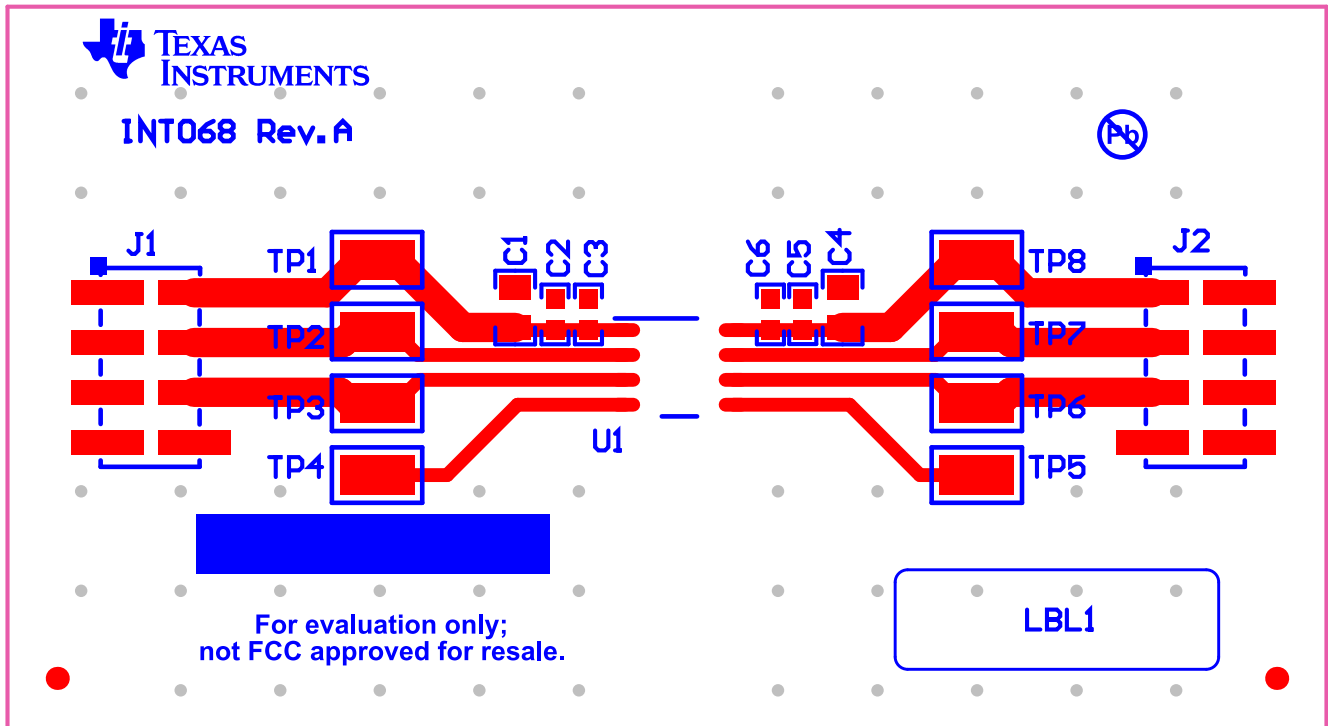 TEXAS
INSTRUMENTS
INT068 Rev.A
Pb
J1
TP1
C1
C2
C3
C6
C5
C4
TP8
J2
TP2
TP7
TP3
TP6
U1
TP4
TP5
For evaluation only;
not FCC approved for resale.
LBL1